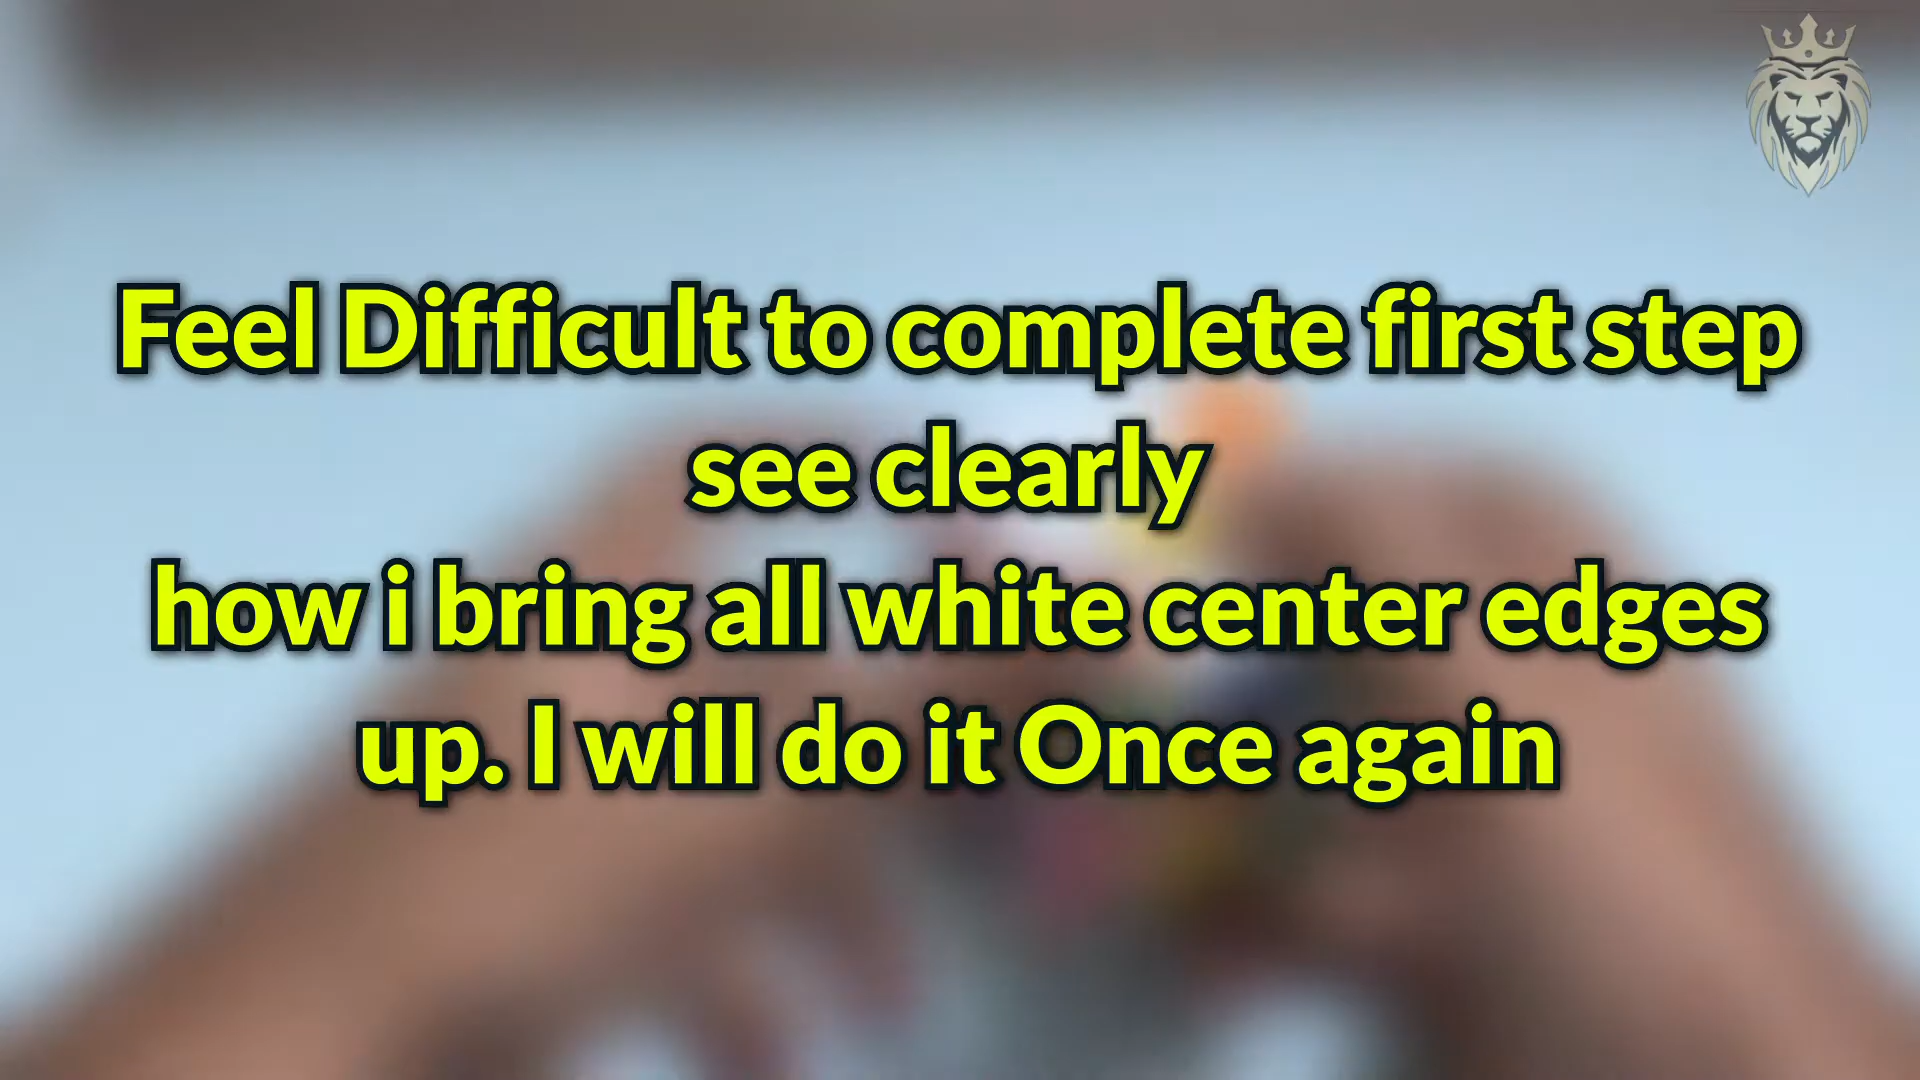 Feel Difficult to complete first step
see clearly
how i bring all white center edges
up. I will do it Once again